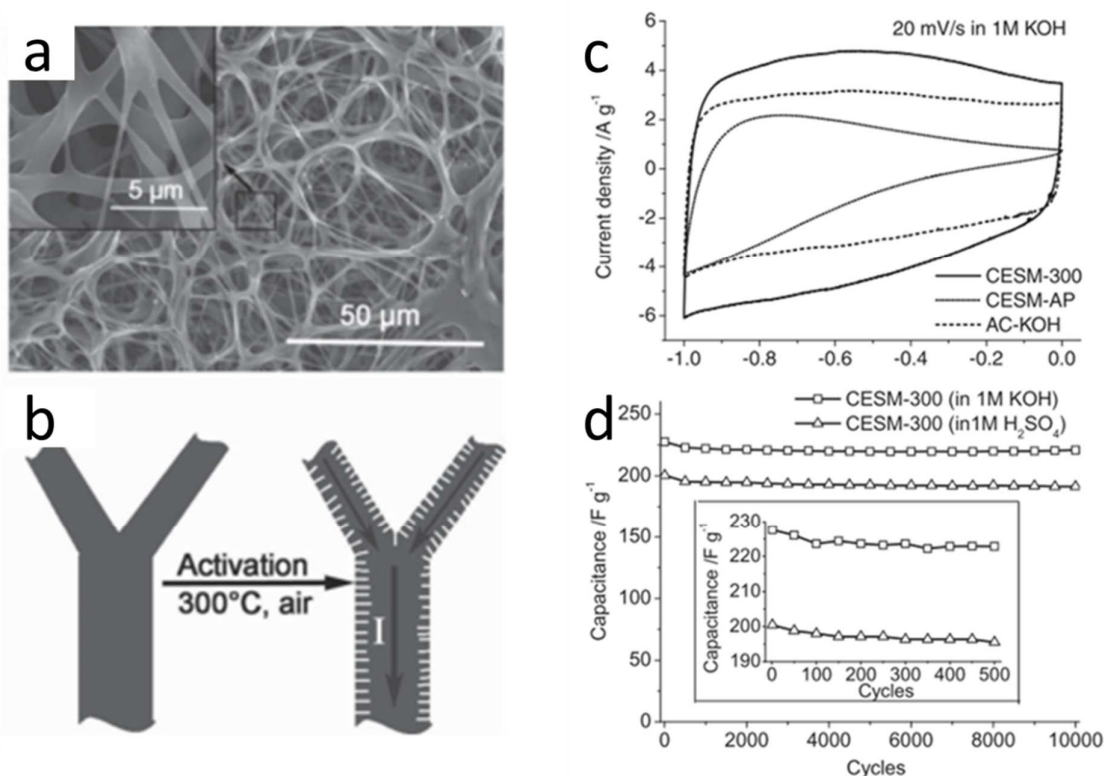 a
5 μm
50 μm
b
Activation
300°C, air
I
c
20 mV/s in 1M KOH
Current density /A g⁻¹
6
4
2
0
-2
-4
-6
CESM-300
CESM-AP
AC-KOH
-1.0 -0.8 -0.6 -0.4 -0.2 0.0
d
CESM-300 (in 1M KOH)
CESM-300 (in1M H₂SO₄)
Capacitance /F g⁻¹
250
200
150
100
50
25
0
0 2000 4000 6000 8000 10000
Cycles
Capacitance /F g⁻¹
230
220
210
200
190
0 100 200 300 400 500
Cycles